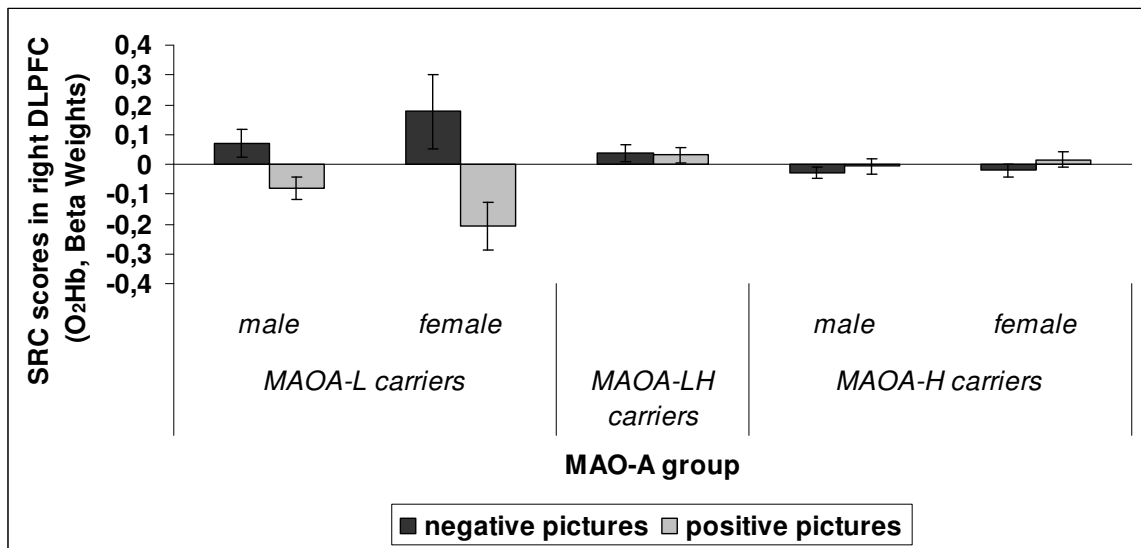 SRC scores in right DLPFC
(O2Hb, Beta Weights)
0,4
0,3
0,2
0,1
0
-0,1
-0,2
-0,3
-0,4
male female male female
MAOA-L carriers MAOA-LH carriers MAOA-H carriers
MAO-A group
negative pictures positive pictures